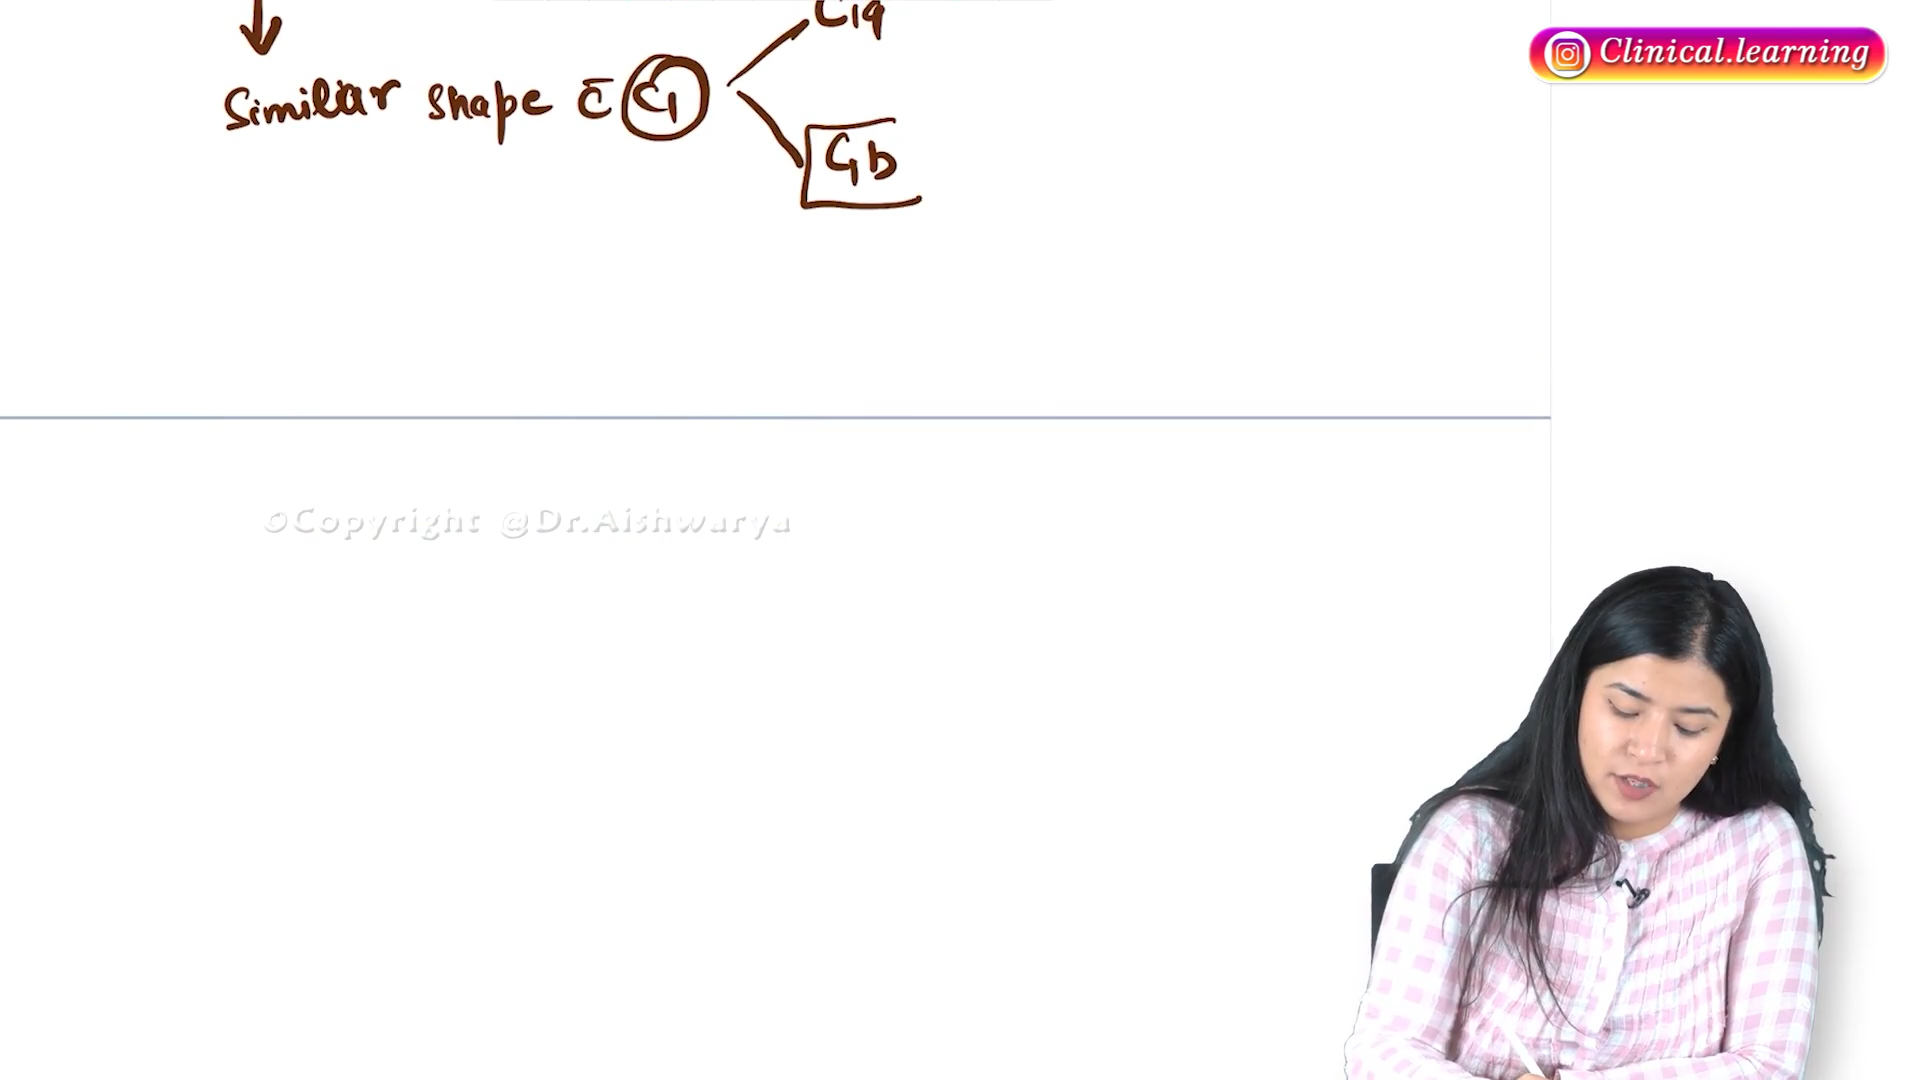 C1q
Clinical.learning
Similar shape c̄ C1
C1b
©Copyright @Dr.Aishwarya